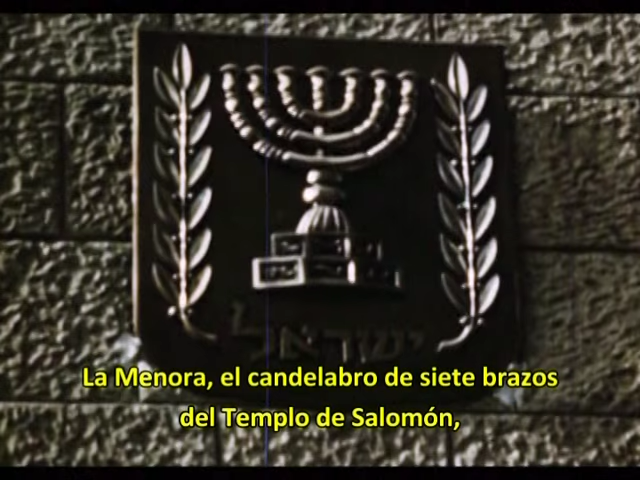 ישראל
La Menora, el candelabro de siete brazos
del Templo de Salomón,